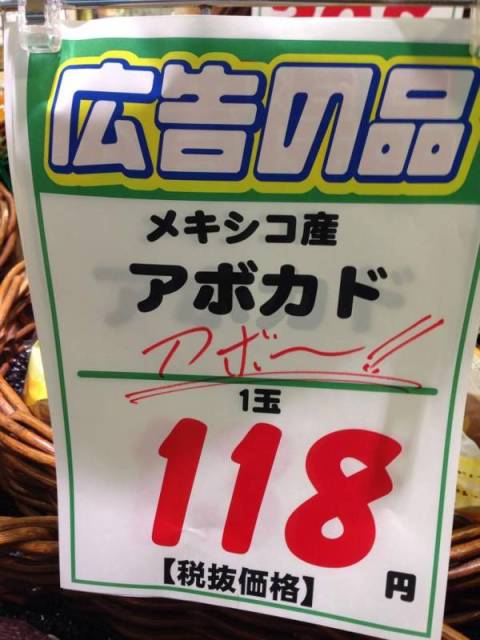 広告の品
メキシコ産
アボカド
アボ〜!!
1玉
118
【税抜価格】 円